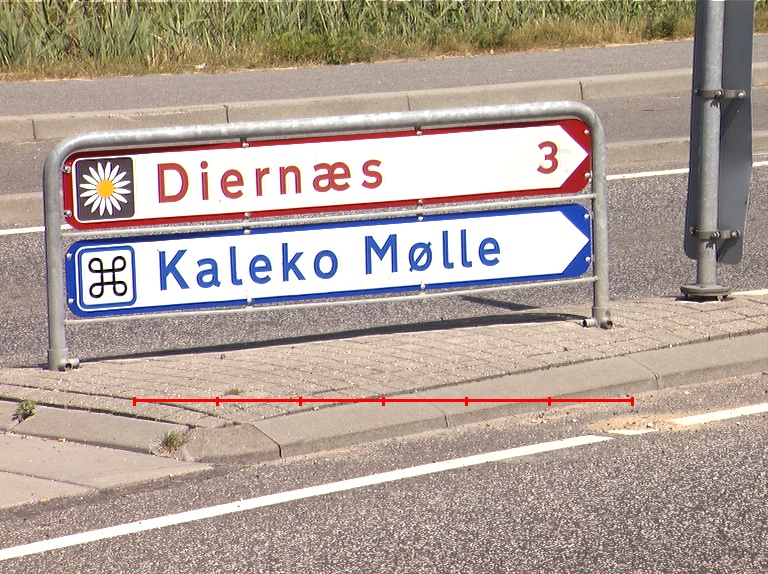 Diernæs 3
Kaleko Mølle